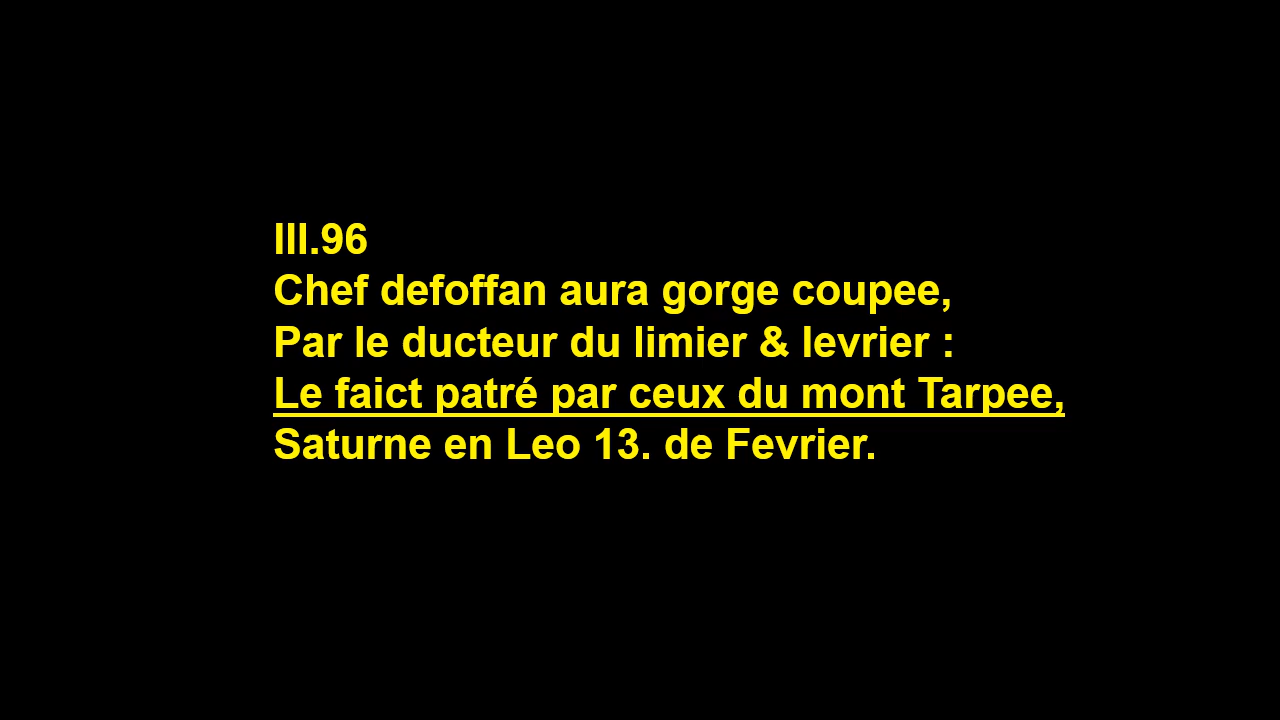 III.96
Chef defoffan aura gorge coupee,
Par le ducteur du limier & levrier :
Le faict patré par ceux du mont Tarpee,
Saturne en Leo 13. de Fevrier.